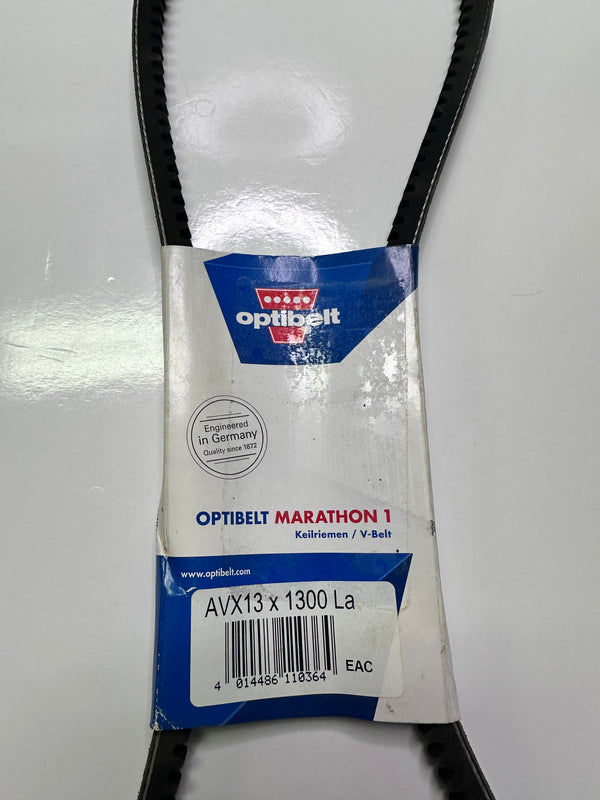 optibelt
Engineered
in Germany
Quality since 1872
OPTIBELT MARATHON 1
Keilriemen / V-Belt
www.optibelt.com
AVX13 x 1300 La
4 014486 110364
EAC